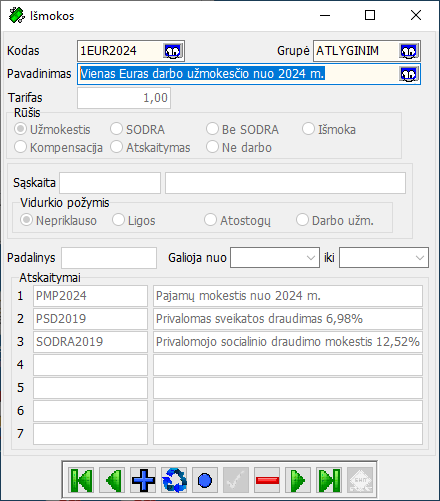 Išmokos
Kodas 1EUR2024 Grupė ATLYGINIM
Pavadinimas Vienas Euras darbo užmokesčio nuo 2024 m.
Tarifas 1,00
Rūšis
Užmokestis SODRA Be SODRA Išmoka
Kompensacija Atskaitymas Ne darbo
Sąskaita
Vidurkio požymis
Nepriklauso Ligos Atostogų Darbo užm.
Padalinys Galioja nuo iki
Atskaitymai
1 PMP2024 Pajamų mokestis nuo 2024 m.
2 PSD2019 Privalomas sveikatos draudimas 6,98%
3 SODRA2019 Privalomojo socialinio draudimo mokestis 12,52%
4
5
6
7